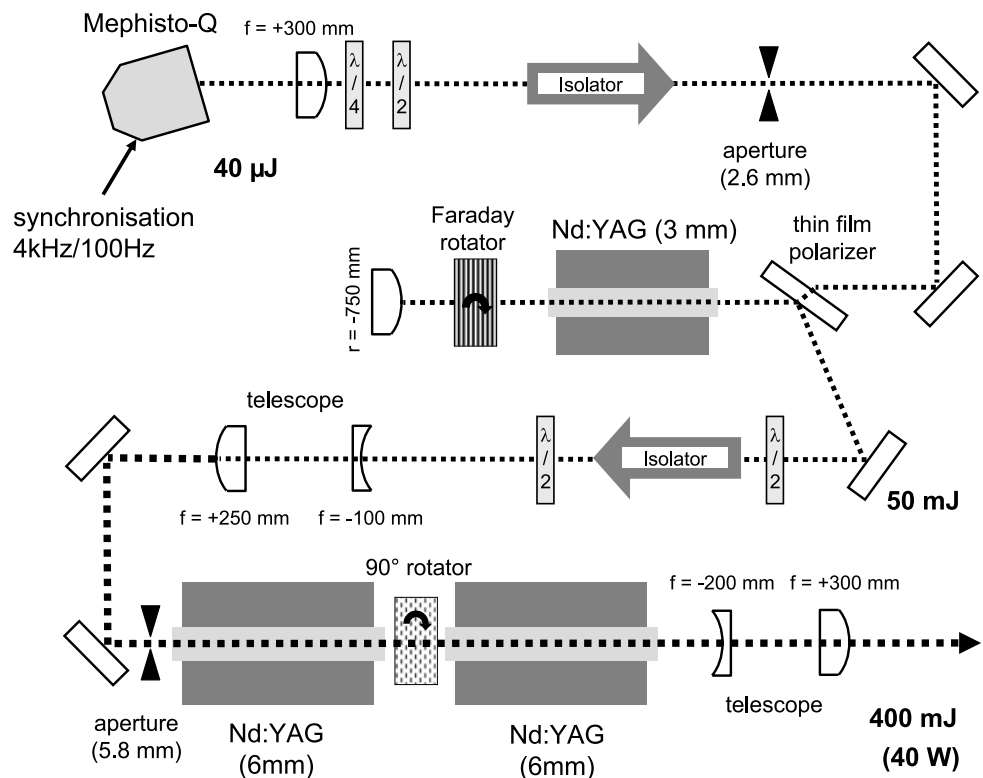 Mephisto-Q
f = +300 mm
λ/4
λ/2
Isolator
aperture
(2.6 mm)
40 µJ
synchronisation
4kHz/100Hz
Faraday
rotator
Nd:YAG (3 mm)
thin film
polarizer
r = -750 mm
telescope
λ/2
Isolator
λ/2
50 mJ
f = +250 mm
f = -100 mm
90° rotator
f = -200 mm
f = +300 mm
aperture
(5.8 mm)
Nd:YAG
(6mm)
Nd:YAG
(6mm)
telescope
400 mJ
(40 W)